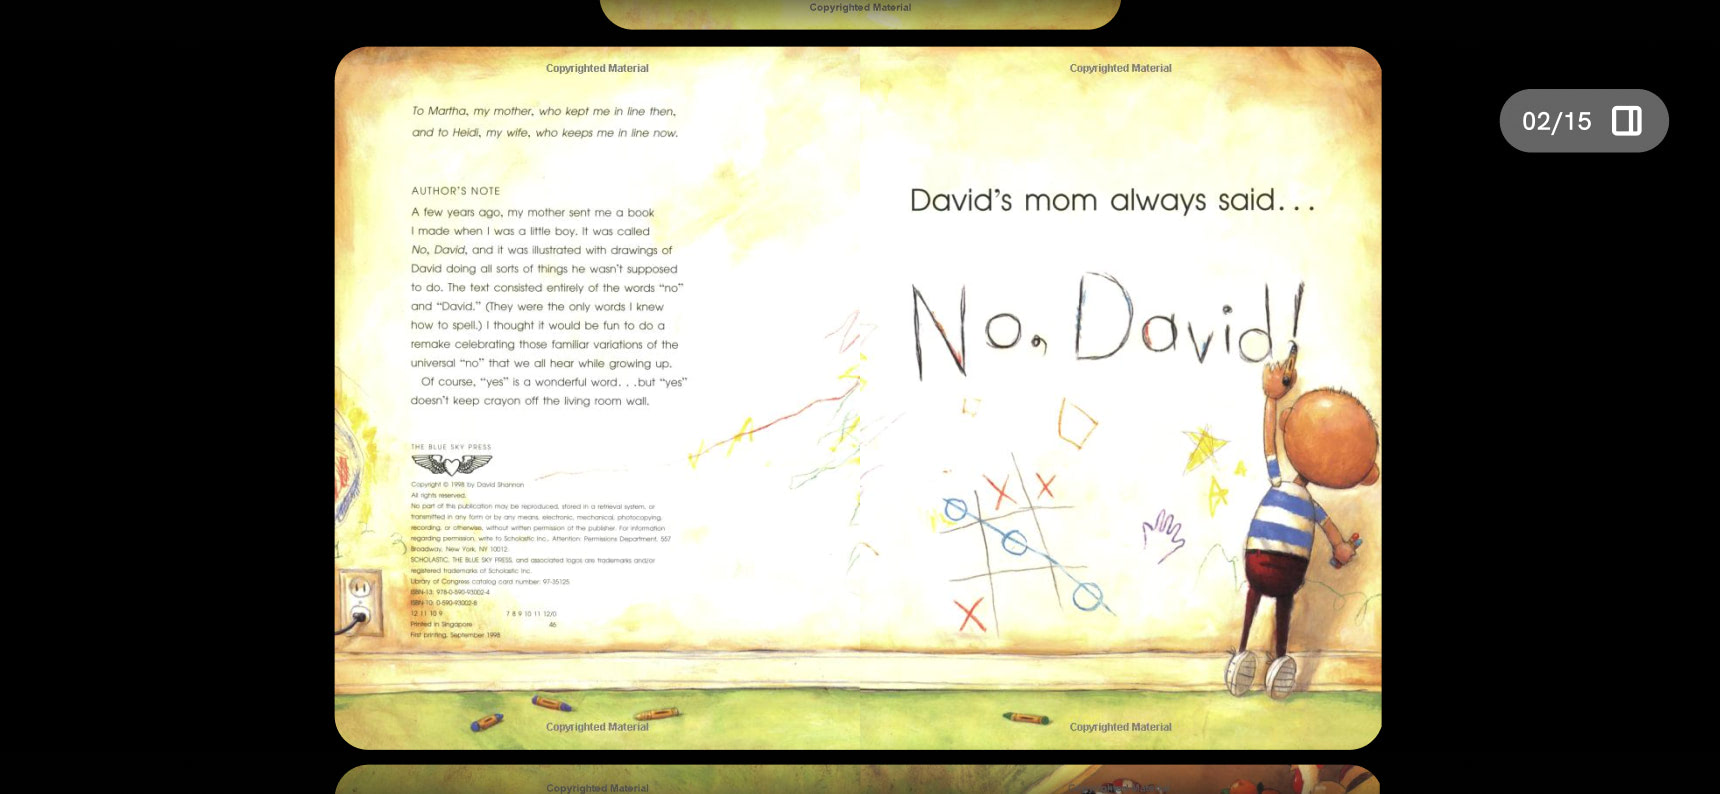 Copyrighted Material
Copyrighted Material
Copyrighted Material
02/15
To Martha, my mother, who kept me in line then,
and to Heidi, my wife, who keeps me in line now.
AUTHOR'S NOTE
A few years ago, my mother sent me a book
I made when I was a little boy. It was called
No, David, and it was illustrated with drawings of
David doing all sorts of things he wasn't supposed
to do. The text consisted entirely of the words "no"
and "David." (They were the only words I knew
how to spell.) I thought it would be fun to do a
remake celebrating those familiar variations of the
universal "no" that we all hear while growing up.
Of course, "yes" is a wonderful word. . .but "yes"
doesn't keep crayon off the living room wall.
THE BLUE SKY PRESS
Copyright © 1998 by David Shannon
All rights reserved.
No part of this publication may be reproduced, stored in a retrieval system, or
transmitted in any form or by any means, electronic, mechanical, photocopying,
recording, or otherwise, without written permission of the publisher. For information
regarding permission, write to Scholastic Inc., Attention: Permissions Department, 557
Broadway, New York, NY 10012.
SCHOLASTIC, THE BLUE SKY PRESS, and associated logos are trademarks and/or
registered trademarks of Scholastic Inc.
Library of Congress catalog card number: 97-35125
ISBN-13: 978-0-590-93002-4
ISBN-10: 0-590-93002-8
12 11 10 9 7 8 9 10 11 12/0
Printed in Singapore 46
First printing, September 1998
David's mom always said...
No, David!
Copyrighted Material
Copyrighted Material
Copyrighted Material